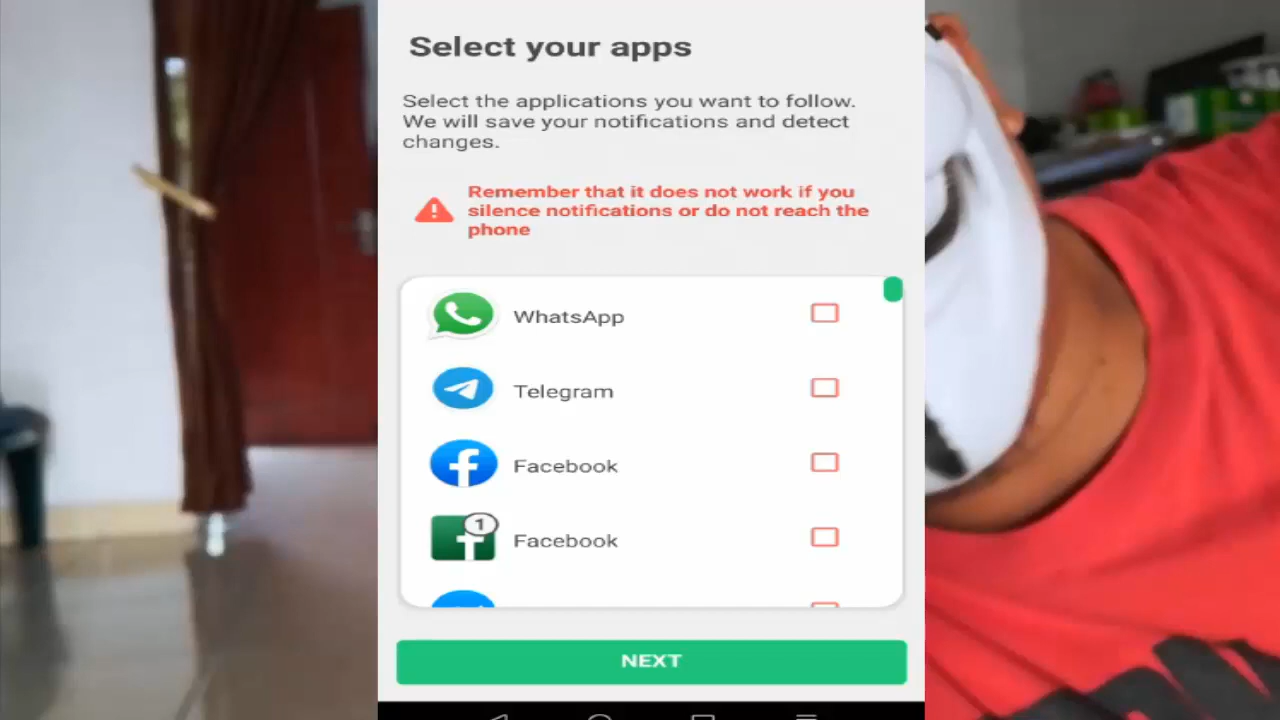 Select your apps
Select the applications you want to follow.
We will save your notifications and detect
changes.
Remember that it does not work if you
silence notifications or do not reach the
phone
WhatsApp
Telegram
Facebook
1
Facebook
NEXT